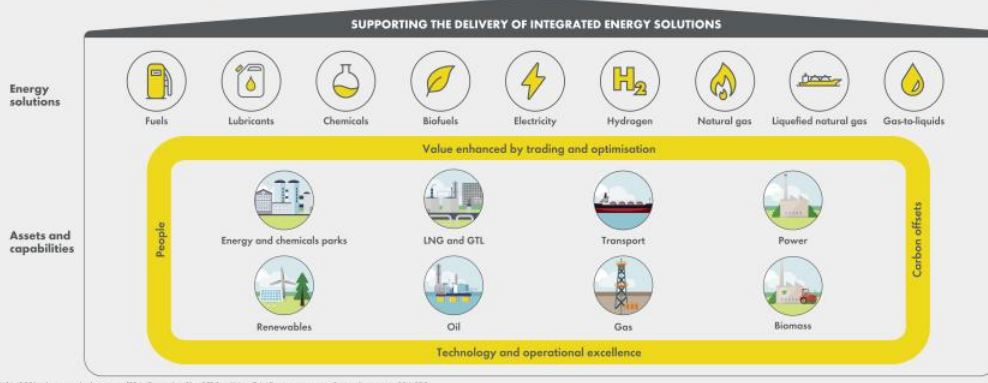 SUPPORTING THE DELIVERY OF INTEGRATED ENERGY SOLUTIONS
Energy
solutions
H2
Fuels
Lubricants
Chemicals
Biofuels
Electricity
Hydrogen
Natural gas
Liquefied natural gas
Gas-to-liquids
Value enhanced by trading and optimisation
Assets and
capabilities
People
Energy and chemicals parks
LNG and GTL
Transport
Power
Carbon offsets
Renewables
Oil
Gas
Biomass
Technology and operational excellence